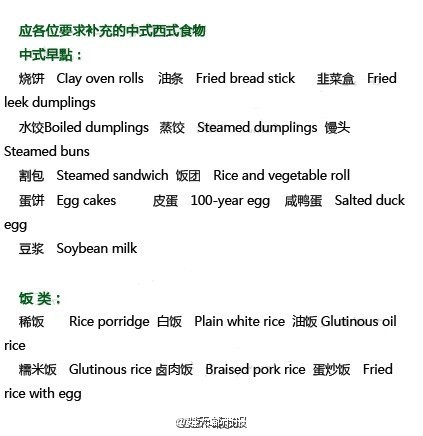 应各位要求补充的中式西式食物
中式早點：
烧饼 Clay oven rolls 油条 Fried bread stick 韭菜盒 Fried
leek dumplings
水饺Boiled dumplings 蒸饺 Steamed dumplings 馒头
Steamed buns
割包 Steamed sandwich 饭团 Rice and vegetable roll
蛋饼 Egg cakes 皮蛋 100-year egg 咸鸭蛋 Salted duck
egg
豆浆 Soybean milk
饭 类：
稀饭 Rice porridge 白饭 Plain white rice 油饭 Glutinous oil
rice
糯米饭 Glutinous rice 卤肉饭 Braised pork rice 蛋炒饭 Fried
rice with egg
@楚天都市报